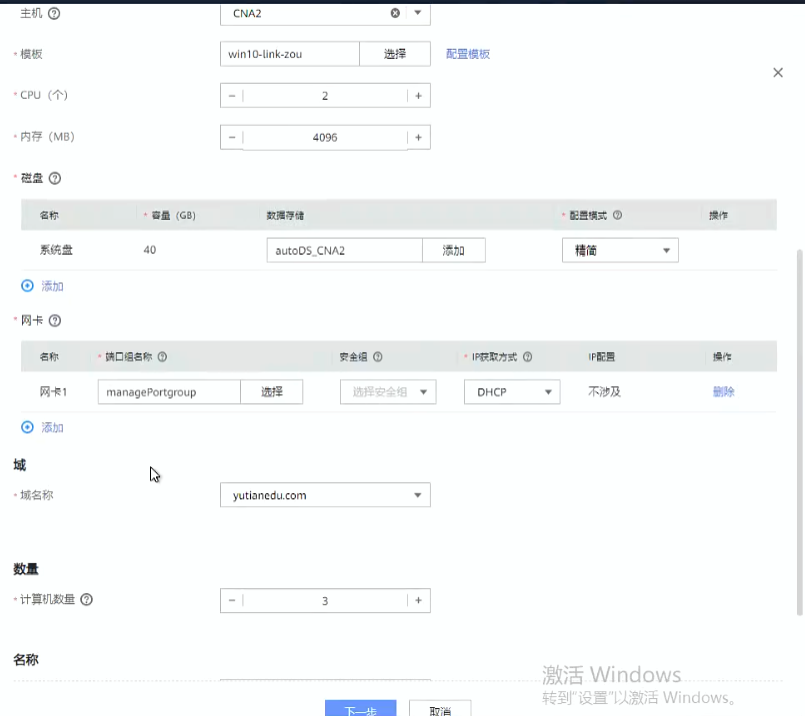 主机 ? CNA2
*模板 win10-link-zou 选择 配置模板
*CPU（个） − 2 +
*内存（MB） − 4096 +
*磁盘 ?
名称 *容量（GB） 数据存储 *配置模式 ? 操作
系统盘 40 autoDS_CNA2 添加 精简
添加
*网卡 ?
名称 *端口组名称 ? 安全组 ? *IP获取方式 ? IP配置 操作
网卡1 managePortgroup 选择 选择安全组 DHCP 不涉及 删除
添加
域
*域名称 yutianedu.com
数量
*计算机数量 ? − 3 +
名称
激活 Windows
转到"设置"以激活 Windows。
下一步 取消